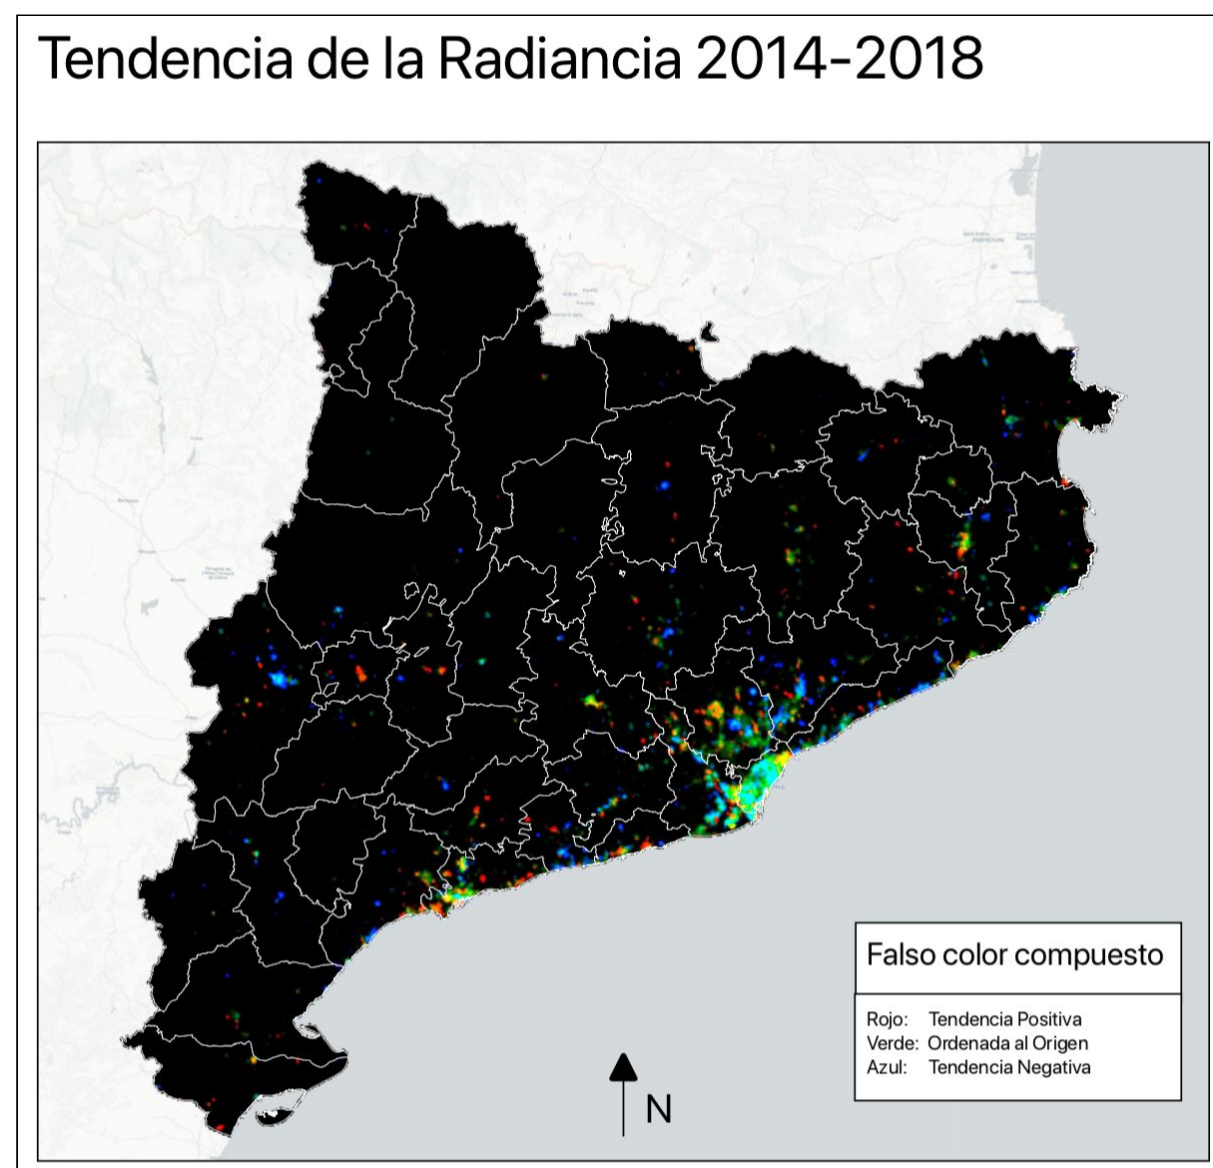 Tendencia de la Radiancia 2014-2018
Falso color compuesto
Rojo: Tendencia Positiva
Verde: Ordenada al Origen
Azul: Tendencia Negativa
N